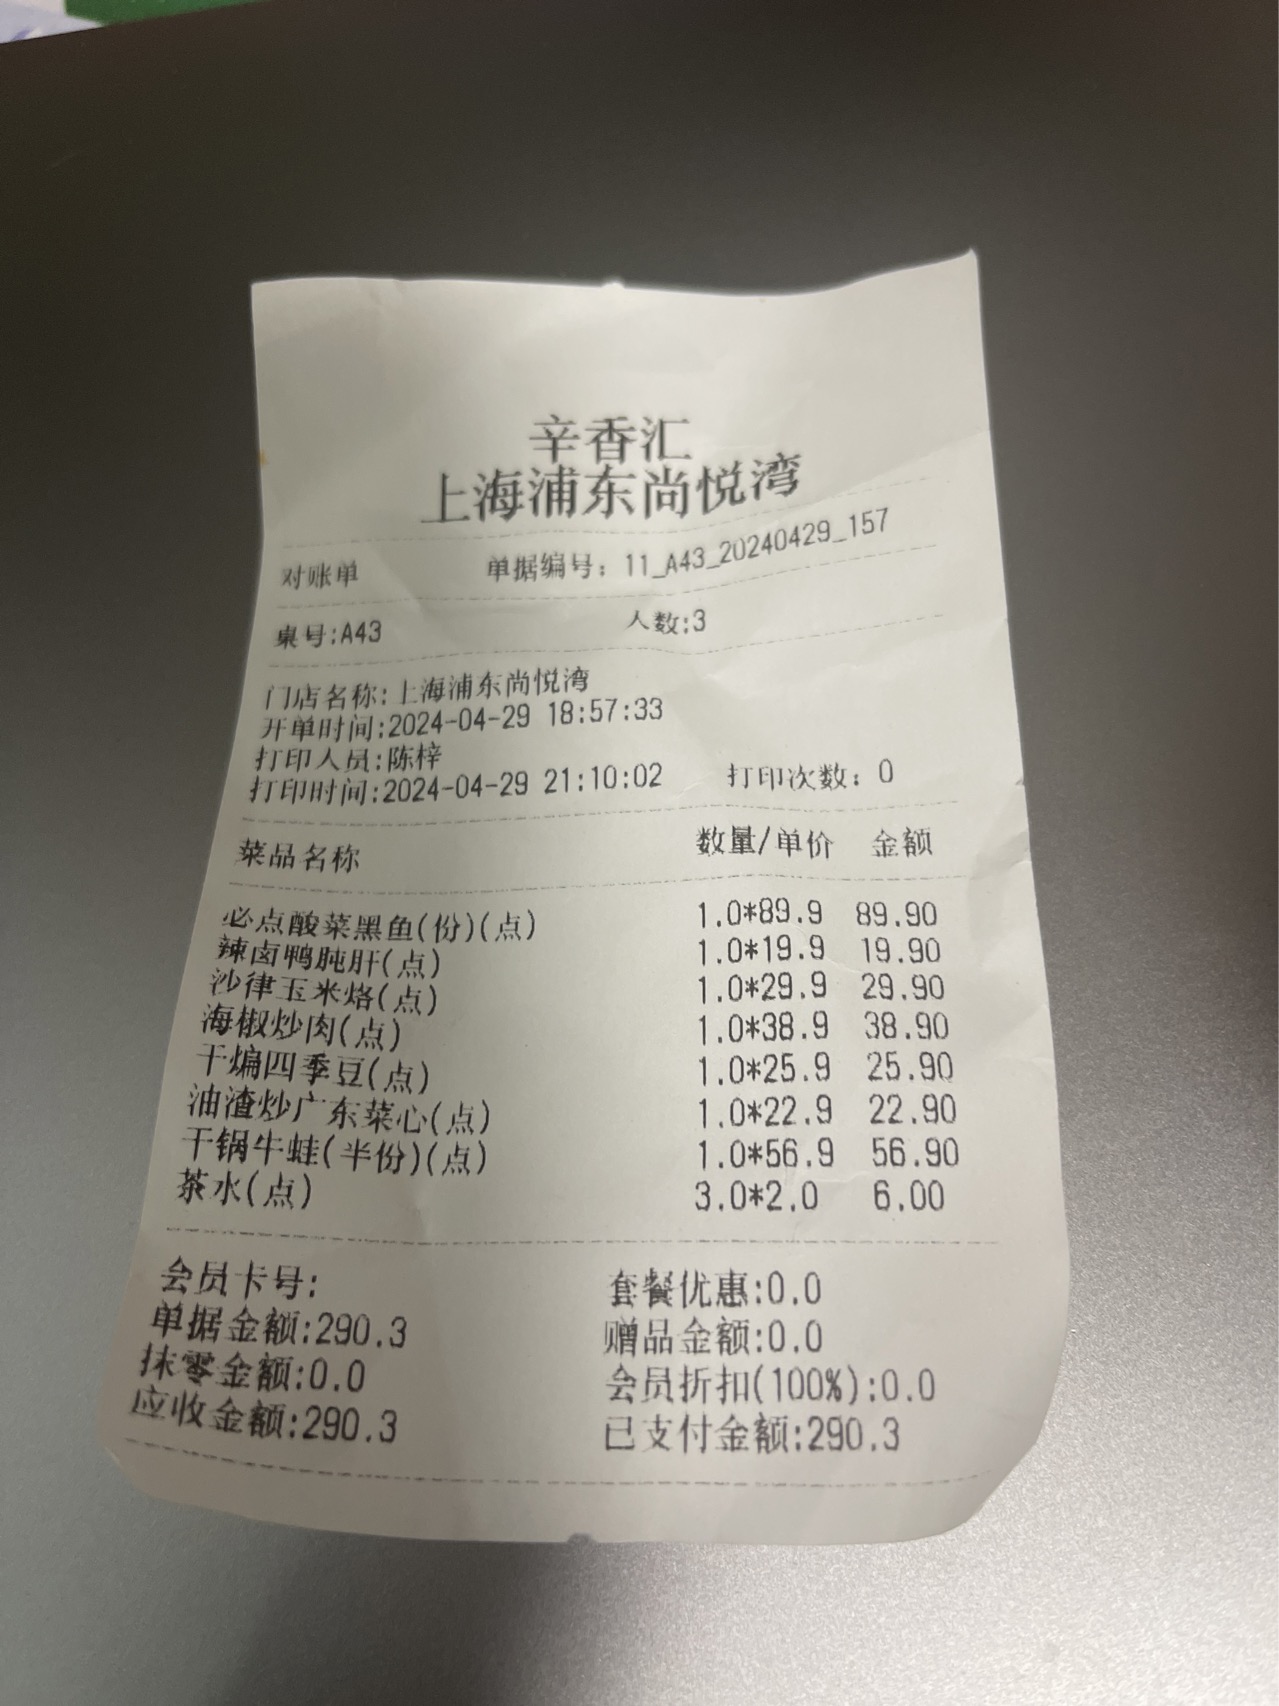 辛香汇
上海浦东尚悦湾
对账单 单据编号：11_A43_20240429_157
桌号:A43 人数:3
门店名称:上海浦东尚悦湾
开单时间:2024-04-29 18:57:33
打印人员:陈梓
打印时间:2024-04-29 21:10:02 打印次数：0
菜品名称 数量/单价 金额
必点酸菜黑鱼(份)(点) 1.0*89.9 89.90
辣卤鸭肫肝(点) 1.0*19.9 19.90
沙律玉米烙(点) 1.0*29.9 29.90
海椒炒肉(点) 1.0*38.9 38.90
干煸四季豆(点) 1.0*25.9 25.90
油渣炒广东菜心(点) 1.0*22.9 22.90
干锅牛蛙(半份)(点) 1.0*56.9 56.90
茶水(点) 3.0*2.0 6.00
会员卡号: 套餐优惠:0.0
单据金额:290.3 赠品金额:0.0
抹零金额:0.0 会员折扣(100%):0.0
应收金额:290.3 已支付金额:290.3